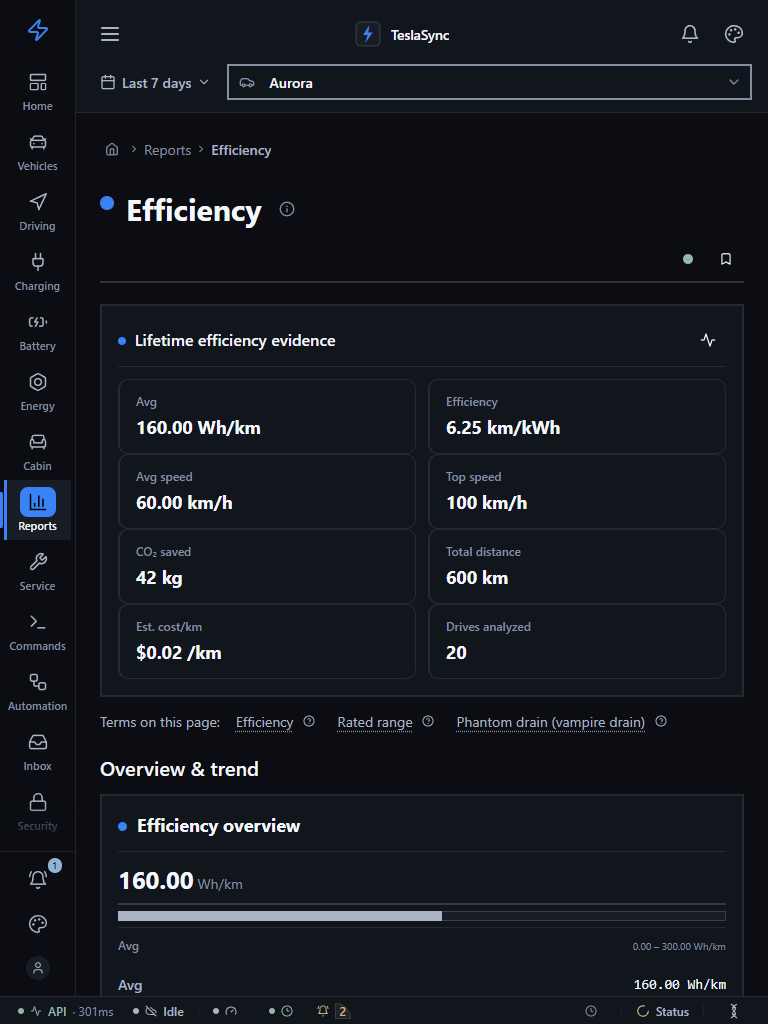 TeslaSync
Last 7 days
Aurora
Home
Vehicles
Driving
Charging
Battery
Energy
Cabin
Reports
Service
Commands
Automation
Inbox
Security
1
Reports
Efficiency
Efficiency
Lifetime efficiency evidence
Avg
160.00 Wh/km
Efficiency
6.25 km/kWh
Avg speed
60.00 km/h
Top speed
100 km/h
CO₂ saved
42 kg
Total distance
600 km
Est. cost/km
$0.02 /km
Drives analyzed
20
Terms on this page: Efficiency Rated range Phantom drain (vampire drain)
Overview & trend
Efficiency overview
160.00 Wh/km
Avg 0.00 – 300.00 Wh/km
Avg 160.00 Wh/km
API · 301ms Idle 2 Status